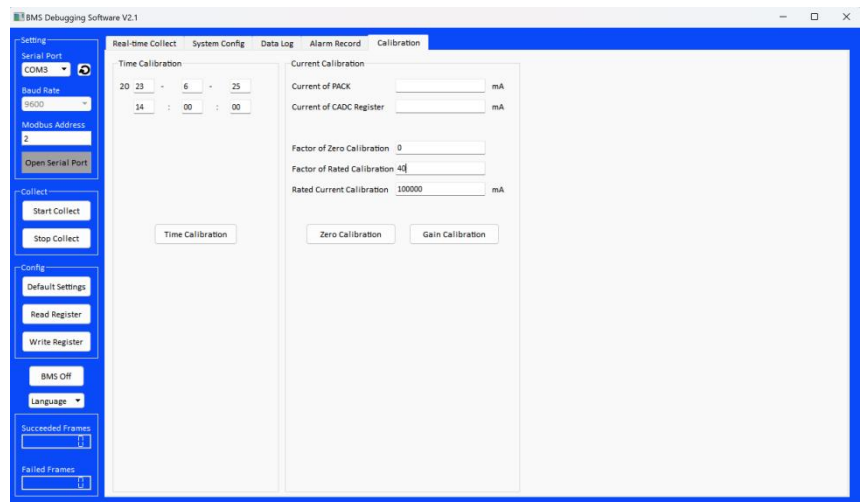 BMS Debugging Software V2.1
Setting
Serial Port
COM3
Baud Rate
9600
Modbus Address
2
Open Serial Port
Collect
Start Collect
Stop Collect
Config
Default Settings
Read Register
Write Register
BMS Off
Language
Succeeded Frames
0
Failed Frames
0
Real-time Collect System Config Data Log Alarm Record Calibration
Time Calibration
20 23 - 6 - 25
14 : 00 : 00
Time Calibration
Current Calibration
Current of PACK mA
Current of CADC Register mA
Factor of Zero Calibration 0
Factor of Rated Calibration 40
Rated Current Calibration 100000 mA
Zero Calibration Gain Calibration